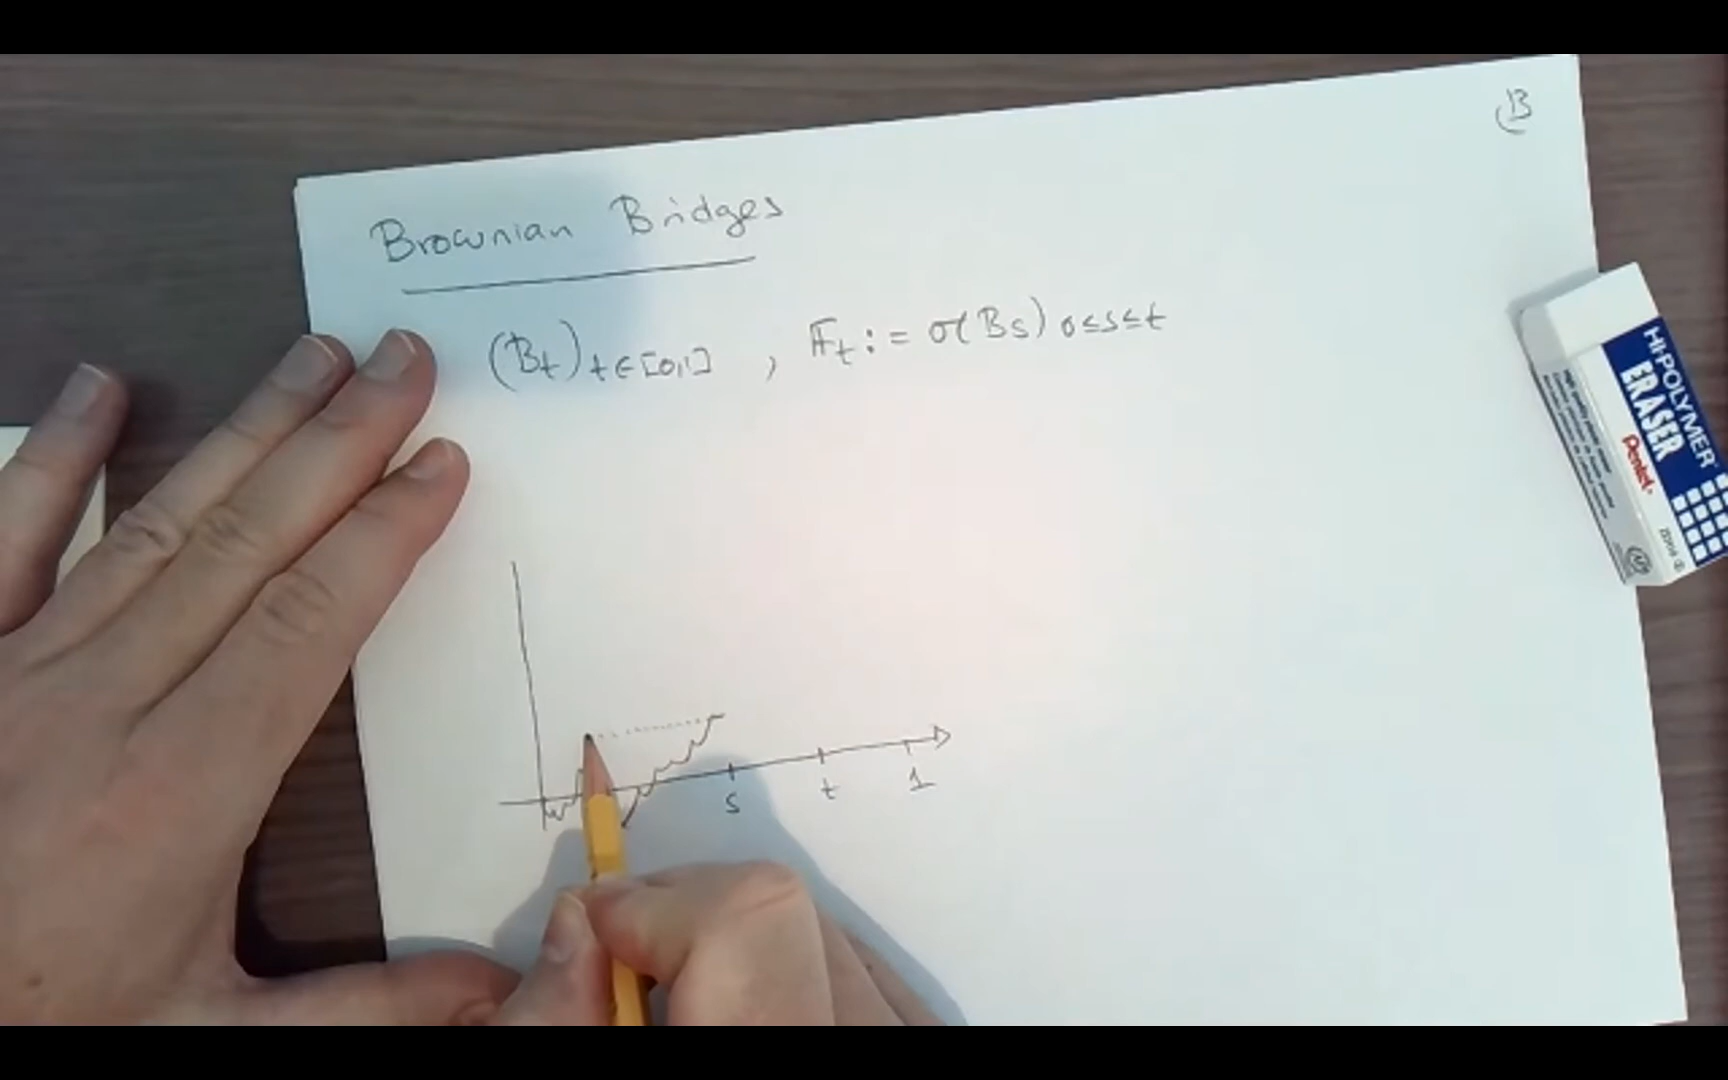 B
Brownian Bridges
(Bt)t∈[0,1] , Ft := σ(Bs) 0≤s≤t
s t 1
HI-POLYMER
ERASER
Pentel